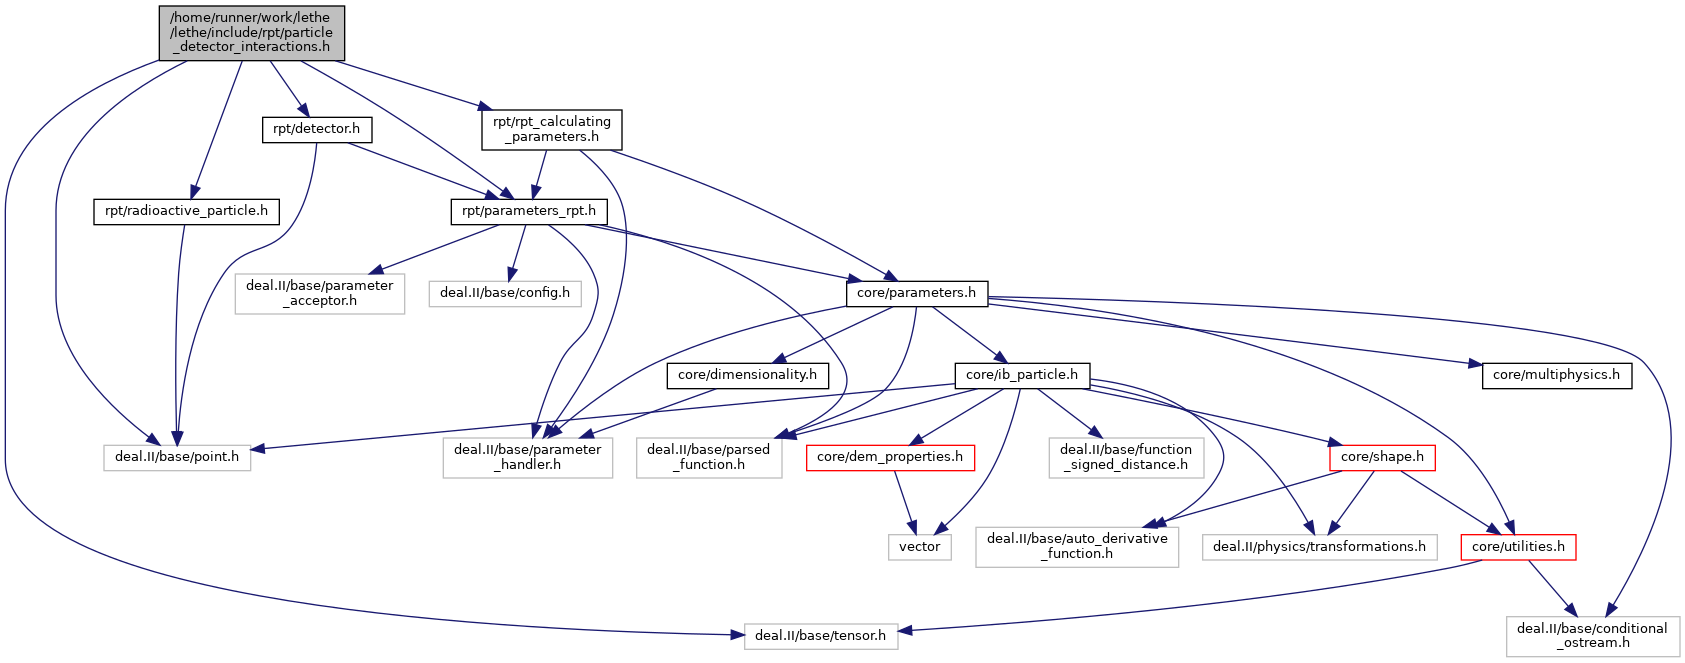 /home/runner/work/lethe
/lethe/include/rpt/particle
_detector_interactions.h
rpt/rpt_calculating
_parameters.h
rpt/detector.h
rpt/radioactive_particle.h
rpt/parameters_rpt.h
deal.II/base/parameter
_acceptor.h
deal.II/base/config.h
core/parameters.h
core/dimensionality.h
core/ib_particle.h
core/multiphysics.h
deal.II/base/point.h
deal.II/base/parameter
_handler.h
deal.II/base/parsed
_function.h
core/dem_properties.h
deal.II/base/function
_signed_distance.h
core/shape.h
vector
deal.II/base/auto_derivative
_function.h
deal.II/physics/transformations.h
core/utilities.h
deal.II/base/tensor.h
deal.II/base/conditional
_ostream.h